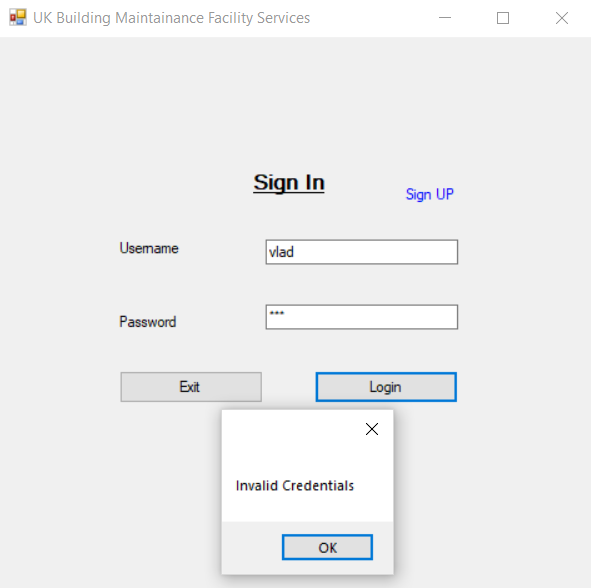 UK Building Maintainance Facility Services
Sign In
Sign UP
Username
vlad
Password
***
Exit
Login
Invalid Credentials
OK